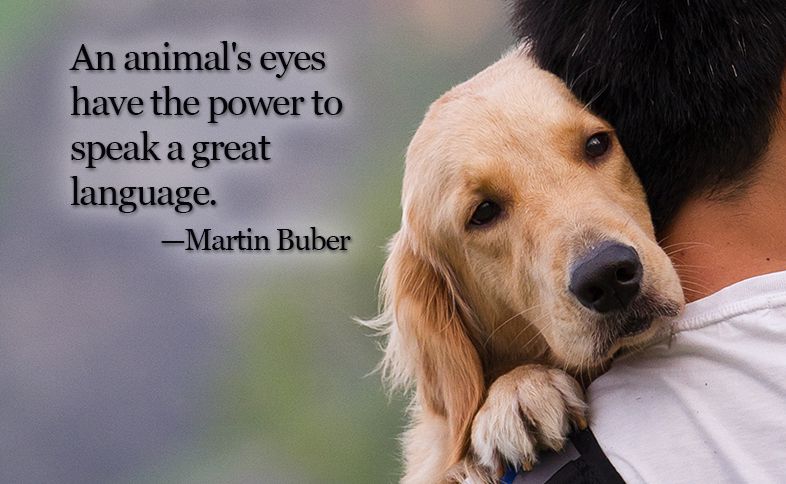 An animal's eyes
have the power to
speak a great
language.
—Martin Buber